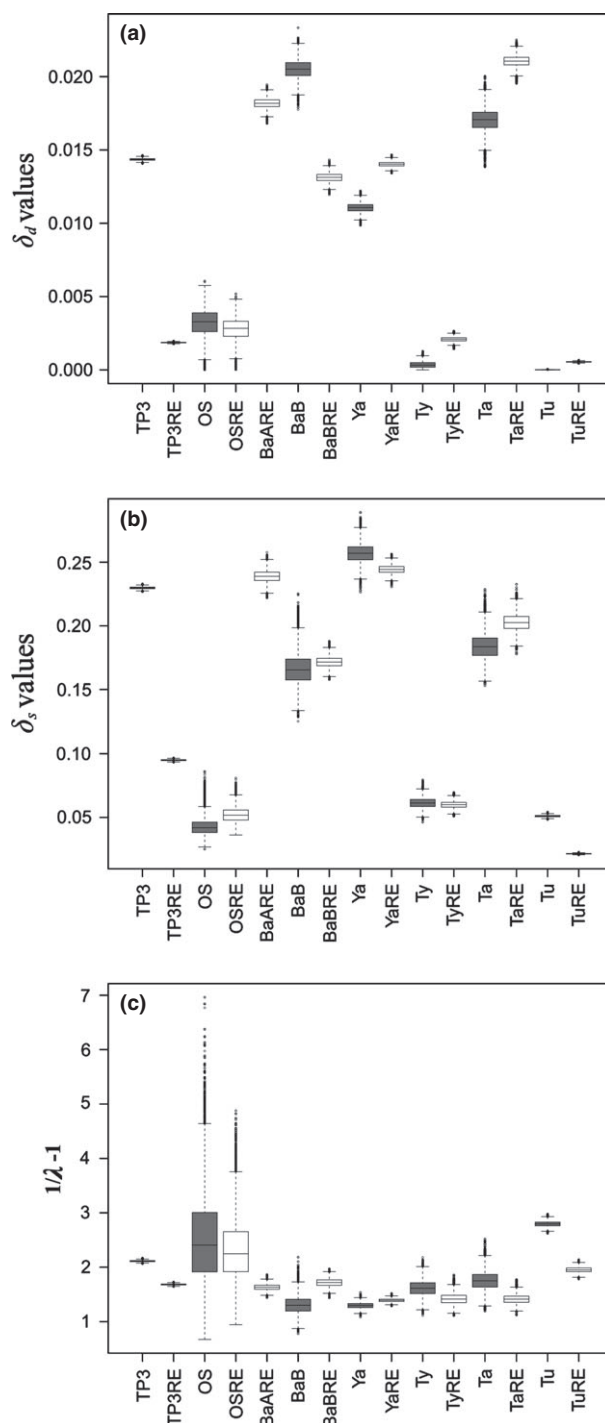 (a)
δd values
0.020
0.015
0.010
0.005
0.000
TP3
TP3RE
OS
OSRE
BaARE
BaB
BaBRE
Ya
YaRE
Ty
TyRE
Ta
TaRE
Tu
TuRE
(b)
δs values
0.25
0.20
0.15
0.10
0.05
TP3
TP3RE
OS
OSRE
BaARE
BaB
BaBRE
Ya
YaRE
Ty
TyRE
Ta
TaRE
Tu
TuRE
(c)
1/λ-1
7
6
5
4
3
2
1
TP3
TP3RE
OS
OSRE
BaARE
BaB
BaBRE
Ya
YaRE
Ty
TyRE
Ta
TaRE
Tu
TuRE